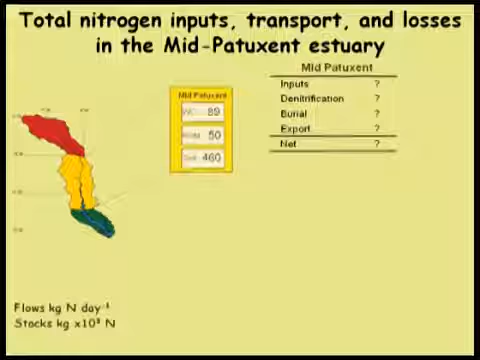 Total nitrogen inputs, transport, and losses
in the Mid-Patuxent estuary
Mid Patuxent
Inputs ?
Denitrification ?
Burial ?
Export ?
Net ?
Mid Patuxent
89
50
460
Flows kg N day⁻¹
Stocks kg x10³ N